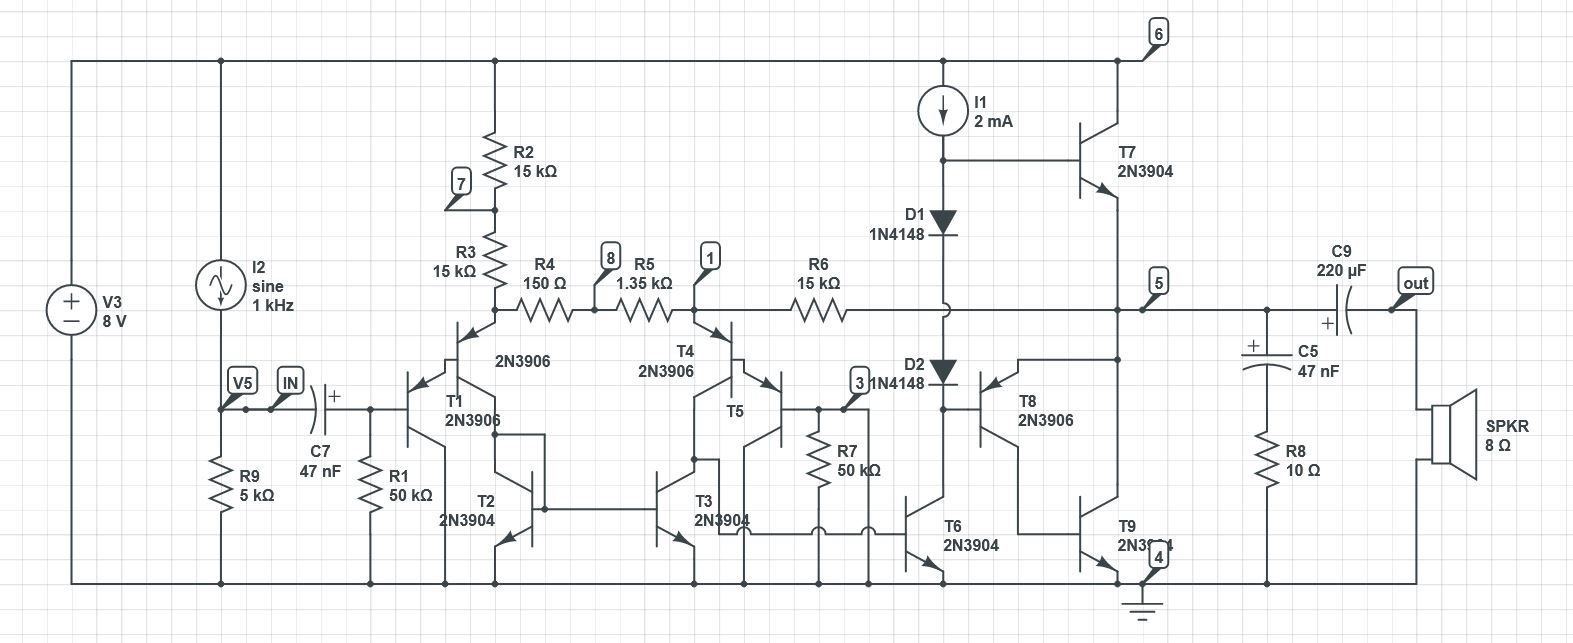 6
I1
2 mA
R2
15 kΩ
T7
2N3904
7
D1
1N4148
R3
15 kΩ
R4
150 Ω
8
R5
1.35 kΩ
1
R6
15 kΩ
5
C9
220 µF
+
out
I2
sine
1 kHz
+
−
V3
8 V
2N3906
T4
2N3906
D2
1N4148
+
C5
47 nF
V5
IN
+
C7
47 nF
T1
2N3906
T5
3
T8
2N3906
SPKR
8 Ω
R9
5 kΩ
R1
50 kΩ
R7
50 kΩ
R8
10 Ω
T2
2N3904
T3
2N3904
T6
2N3904
T9
4